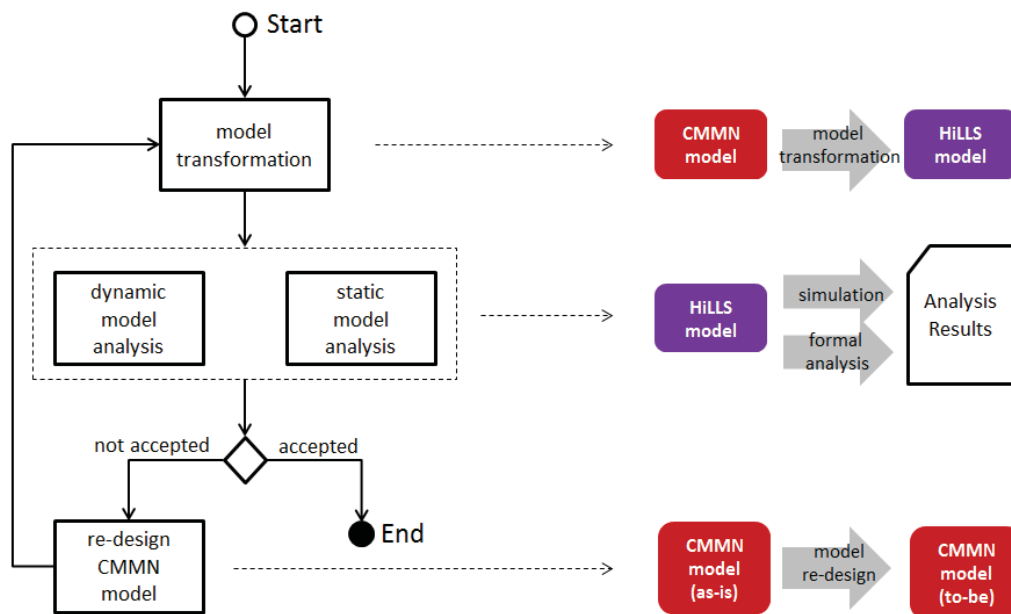 Start
model
transformation
CMMN
model
model
transformation
HiLLS
model
dynamic
model
analysis
static
model
analysis
HiLLS
model
simulation
formal
analysis
Analysis
Results
not accepted
accepted
End
re-design
CMMN
model
CMMN
model
(as-is)
model
re-design
CMMN
model
(to-be)